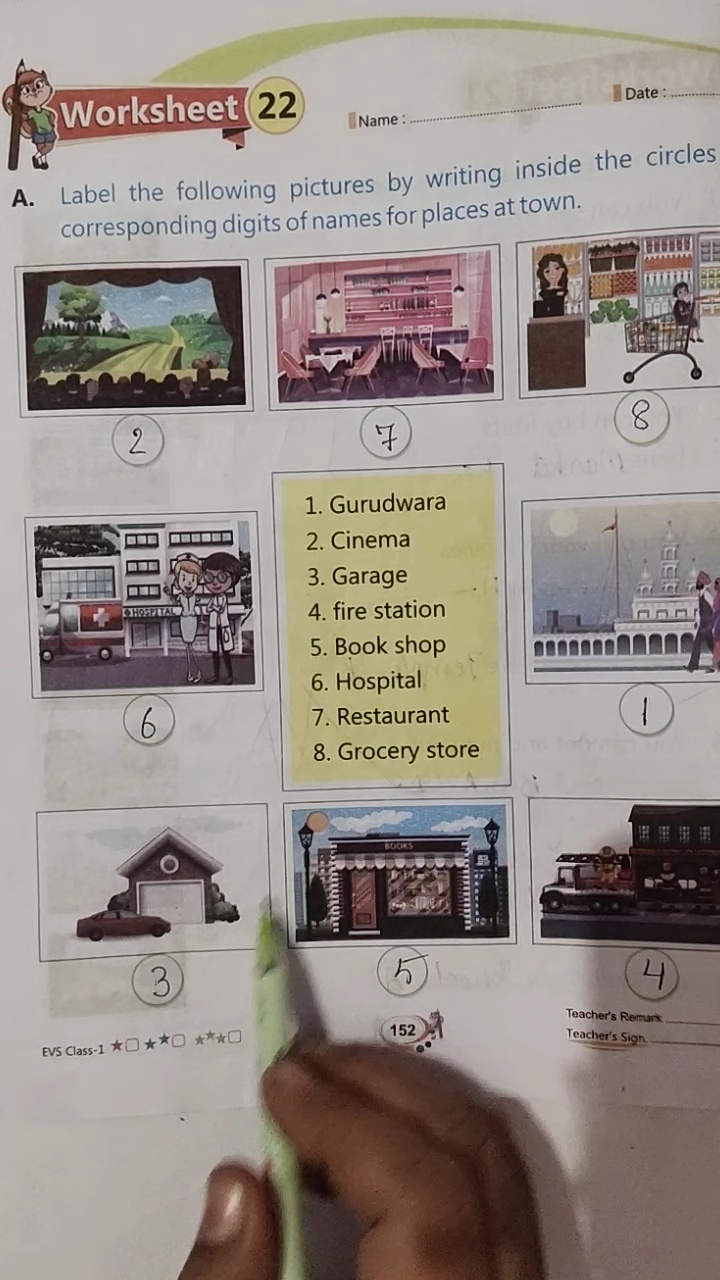 Worksheet 22
Name :
Date :
A. Label the following pictures by writing inside the circles
corresponding digits of names for places at town.
2
7
8
HOSPITAL
1. Gurudwara
2. Cinema
3. Garage
4. fire station
5. Book shop
6. Hospital
7. Restaurant
8. Grocery store
6
1
BOOKS
3
5
4
EVS Class-1
152
Teacher's Remark
Teacher's Sign.